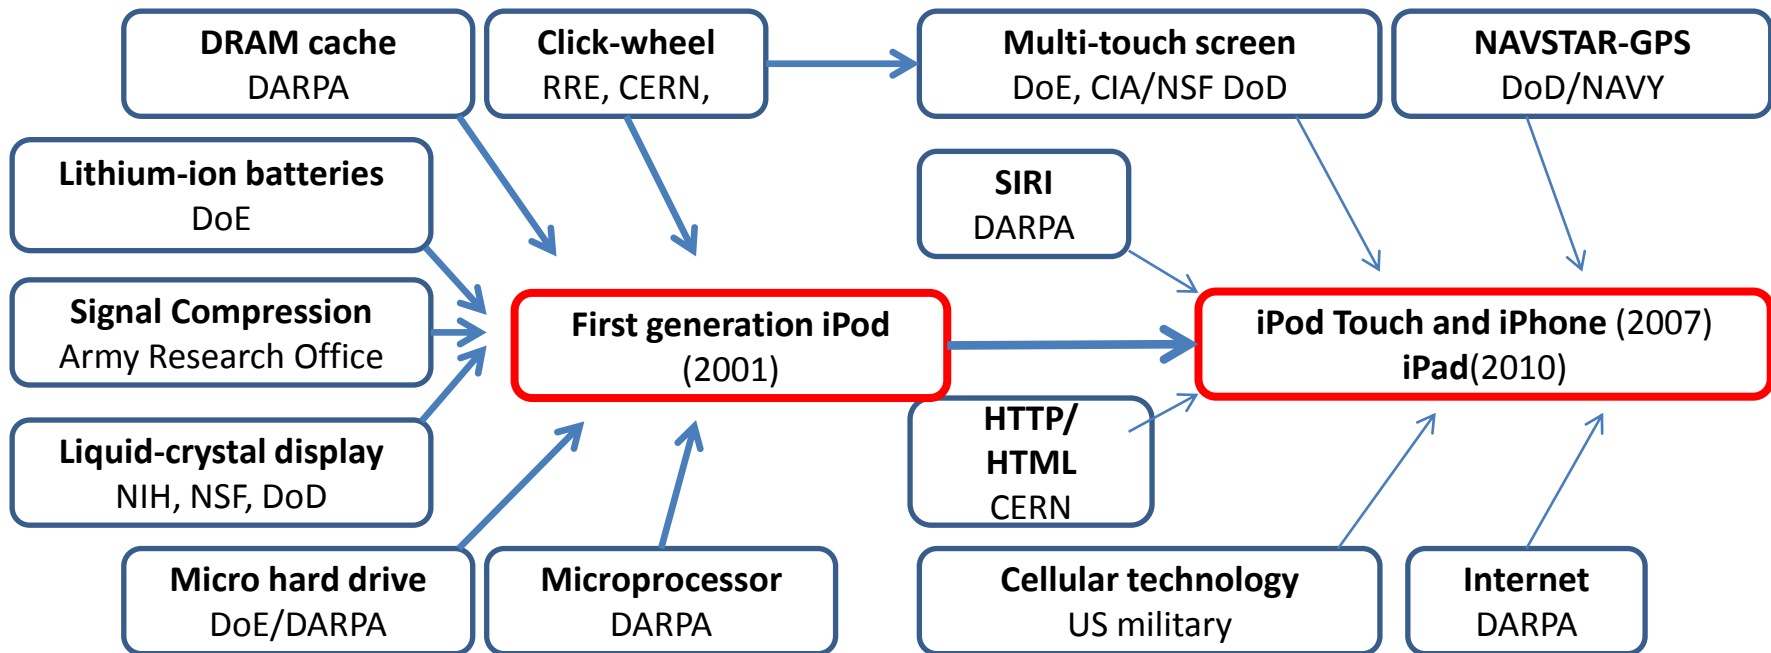 DRAM cache
DARPA
Click-wheel
RRE, CERN,
Multi-touch screen
DoE, CIA/NSF DoD
NAVSTAR-GPS
DoD/NAVY
Lithium-ion batteries
DoE
SIRI
DARPA
Signal Compression
Army Research Office
First generation iPod
(2001)
iPod Touch and iPhone (2007)
iPad(2010)
Liquid-crystal display
NIH, NSF, DoD
HTTP/
HTML
CERN
Micro hard drive
DoE/DARPA
Microprocessor
DARPA
Cellular technology
US military
Internet
DARPA